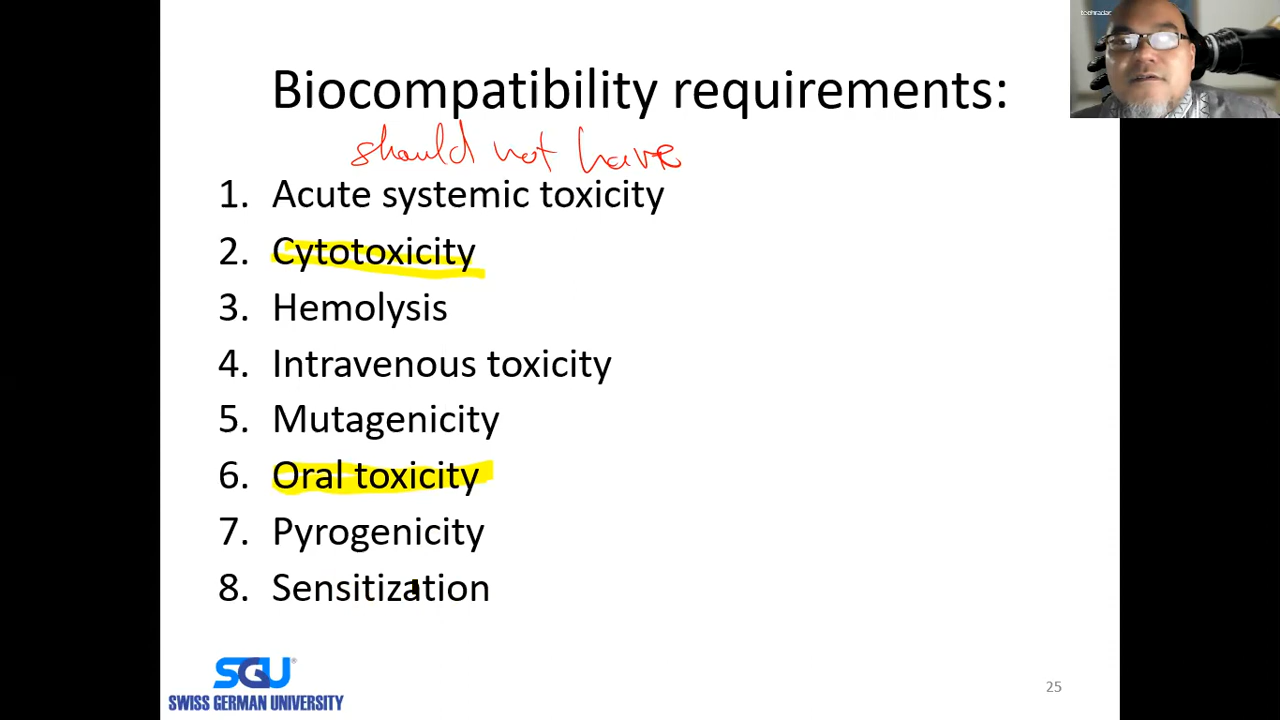 techradar
Biocompatibility requirements:
should not have
1. Acute systemic toxicity
2. Cytotoxicity
3. Hemolysis
4. Intravenous toxicity
5. Mutagenicity
6. Oral toxicity
7. Pyrogenicity
8. Sensitization
SGU®
SWISS GERMAN UNIVERSITY
25